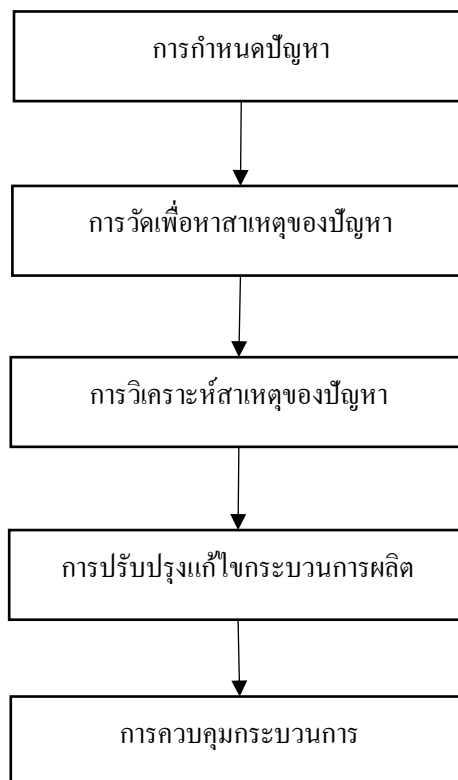 การกำหนดปัญหา
การวัดเพื่อหาสาเหตุของปัญหา
การวิเคราะห์สาเหตุของปัญหา
การปรับปรุงแก้ไขกระบวนการผลิต
การควบคุมกระบวนการ